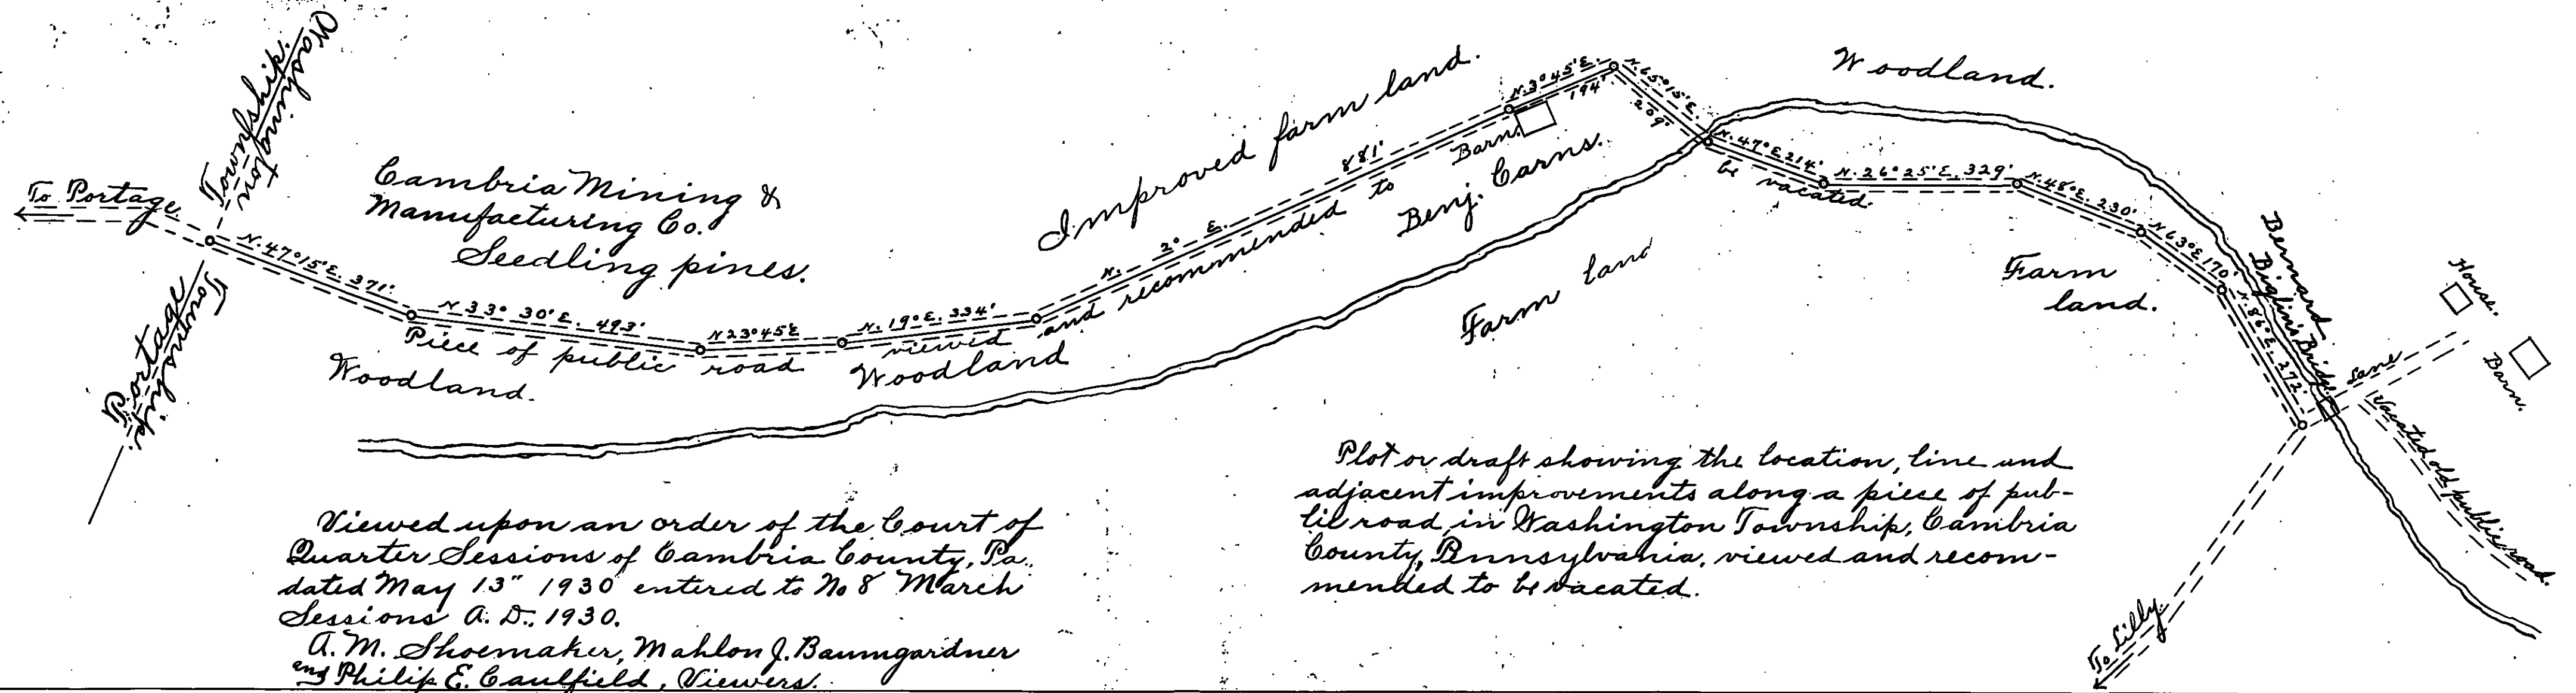 Washington
Township.
To Portage.
Portage
Township.
Cambria Mining &
Manufacturing Co.
Seedling pines.
N. 47° 15' E. 371'
N 33° 30' E. 493'
N 23° 45' E
N. 19° E. 334'
N. 2° E. 881'
N. 3° 45' E.
194'
N. 65° 15' E.
269'
N. 47° E 214'
N. 26° 25' E. 329'
N. 48° E. 230'
N 63° E 170'
N. 86° E. 272'
Piece of public road viewed and recommended to be vacated.
Woodland.
Woodland
Improved farm land.
Barn.
Benj. Carns.
Farm land
Woodland.
Farm
land.
Bernard
Biglin's Bridge.
House.
Barn.
Lane
Vacated old public road.
To Lilly.
Viewed upon an order of the Court of
Quarter Sessions of Cambria County, Pa.,
dated May 13" 1930 entered to No 8 March
Sessions A. D. 1930.
A. M. Shoemaker, Mahlon J. Baumgardner
and Philip E. Caulfield, Viewers.
Plot or draft showing the location, line and
adjacent improvements along a piece of pub-
lic road in Washington Township, Cambria
County, Pennsylvania, viewed and recom-
mended to be vacated.